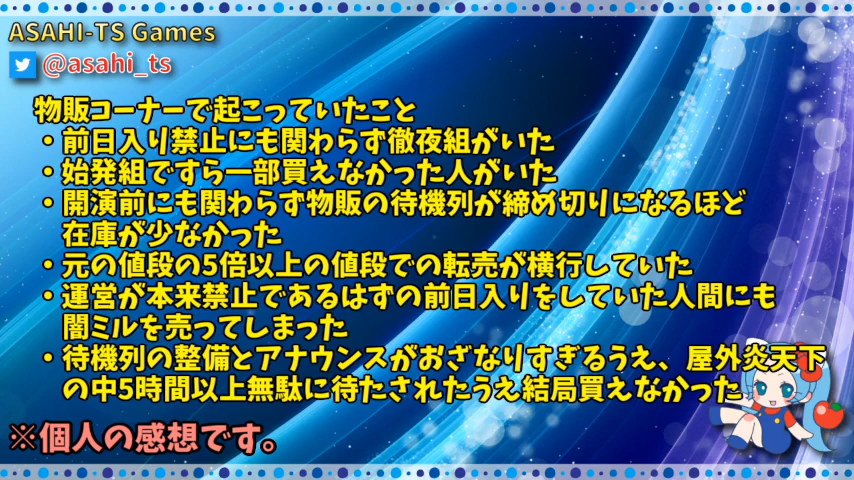 ASAHI-TS Games
@asahi_ts
物販コーナーで起こっていたこと
・前日入り禁止にも関わらず徹夜組がいた
・始発組ですら一部買えなかった人がいた
・開演前にも関わらず物販の待機列が締め切りになるほど
在庫が少なかった
・元の値段の5倍以上の値段での転売が横行していた
・運営が本来禁止であるはずの前日入りをしていた人間にも
闇ミルを売ってしまった
・待機列の整備とアナウンスがおざなりすぎるうえ、屋外炎天下
の中5時間以上無駄に待たされたうえ結局買えなかった
※個人の感想です。